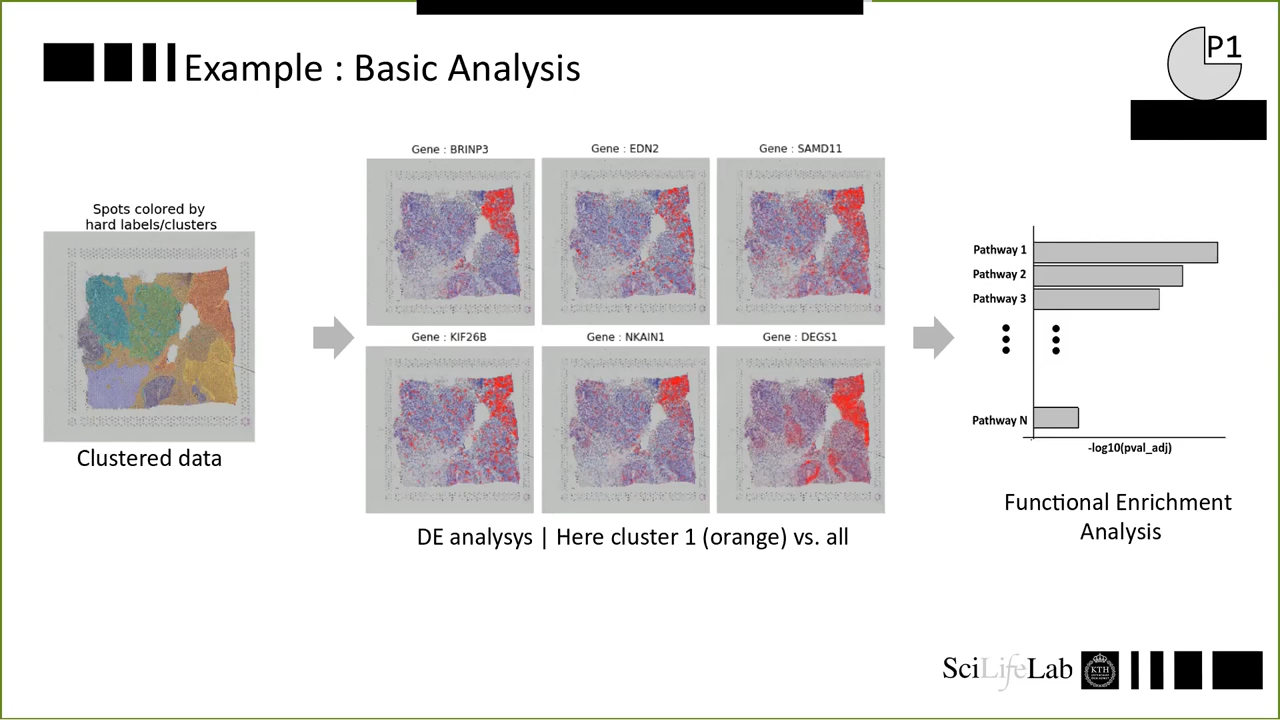 Example : Basic Analysis
P1
Spots colored by
hard labels/clusters
Clustered data
Gene : BRINP3
Gene : EDN2
Gene : SAMD11
Gene : KIF26B
Gene : NKAIN1
Gene : DEGS1
DE analysys | Here cluster 1 (orange) vs. all
Pathway 1
Pathway 2
Pathway 3
Pathway N
-log10(pval_adj)
Functional Enrichment
Analysis
SciLifeLab
KTH